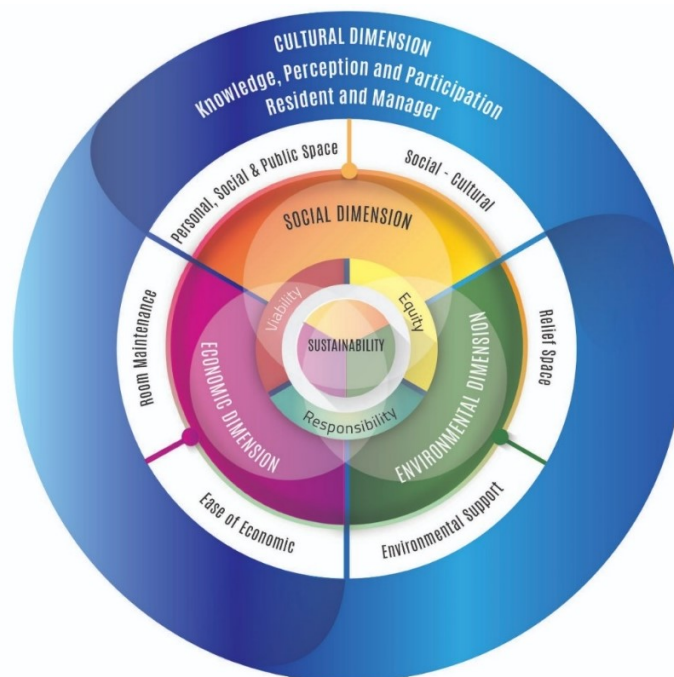 CULTURAL DIMENSION
Knowledge, Perception and Participation
Resident and Manager
Personal, Social & Public Space
Social - Cultural
SOCIAL DIMENSION
Viability
Equity
Room Maintenance
Relief Space
SUSTAINABILITY
ECONOMIC DIMENSION
ENVIRONMENTAL DIMENSION
Responsibility
Ease of Economic
Environmental Support